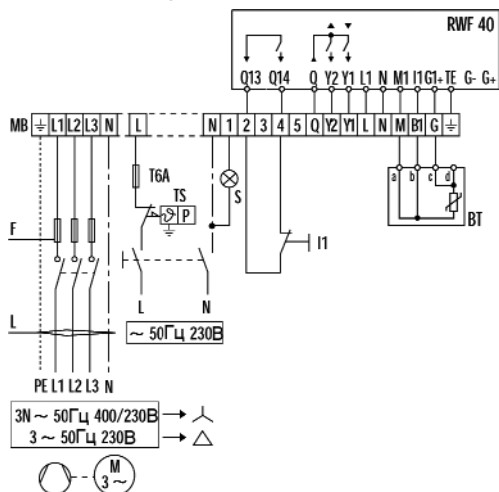 RWF 40
Q13 Q14 Q Y2 Y1 L1 N M1 I1 G1+ TE G- G+
MB L1 L2 L3 N L N 1 2 3 4 5 Q Y2 Y1 L N M B1 G
T6A
TS
P
S
F
a b c d
BT
I1
L N
~ 50Гц 230В
L
PE L1 L2 L3 N
3N ~ 50Гц 400/230В
3 ~ 50Гц 230В
M
3 ~